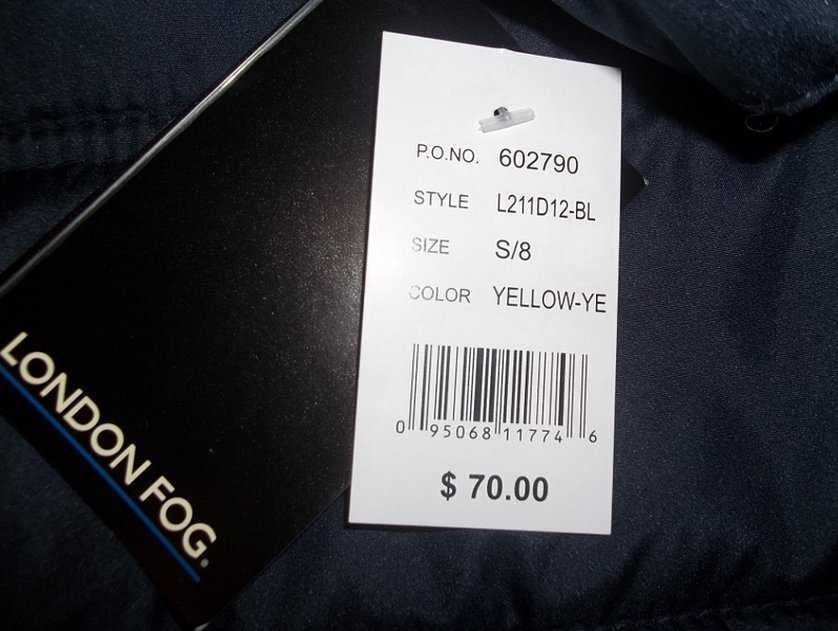 P.O.NO. 602790
STYLE L211D12-BL
SIZE S/8
COLOR YELLOW-YE
0 95068 11774 6
$ 70.00
LONDON FOG.